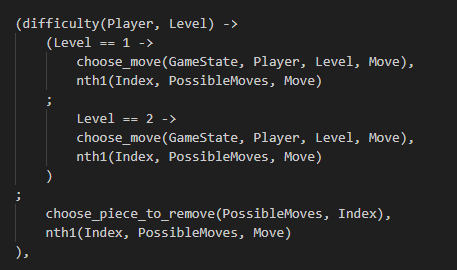 (difficulty(Player, Level) ->
    (Level == 1 ->
        choose_move(GameState, Player, Level, Move),
        nth1(Index, PossibleMoves, Move)
    ;
        Level == 2 ->
        choose_move(GameState, Player, Level, Move),
        nth1(Index, PossibleMoves, Move)
    )
;
    choose_piece_to_remove(PossibleMoves, Index),
    nth1(Index, PossibleMoves, Move)
),